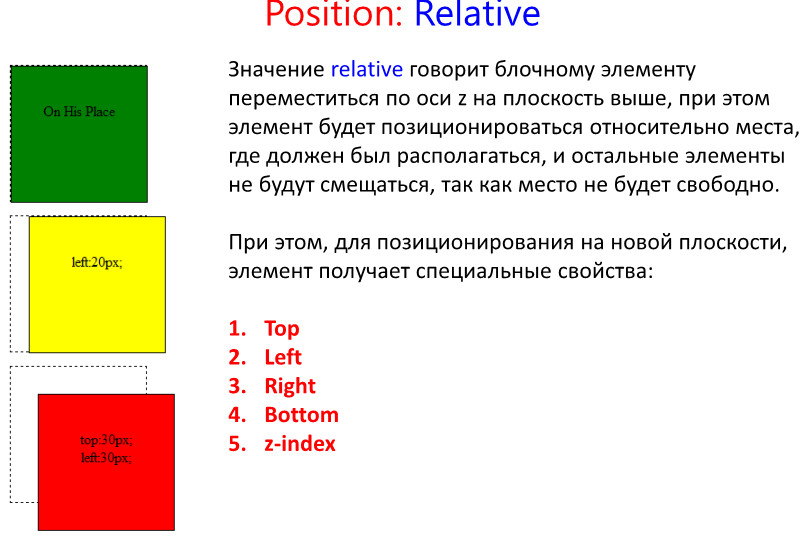 Position: Relative
On His Place
left:20px;
top:30px;
left:30px;
Значение relative говорит блочному элементу
переместиться по оси z на плоскость выше, при этом
элемент будет позиционироваться относительно места,
где должен был располагаться, и остальные элементы
не будут смещаться, так как место не будет свободно.
При этом, для позиционирования на новой плоскости,
элемент получает специальные свойства:
1. Top
2. Left
3. Right
4. Bottom
5. z-index